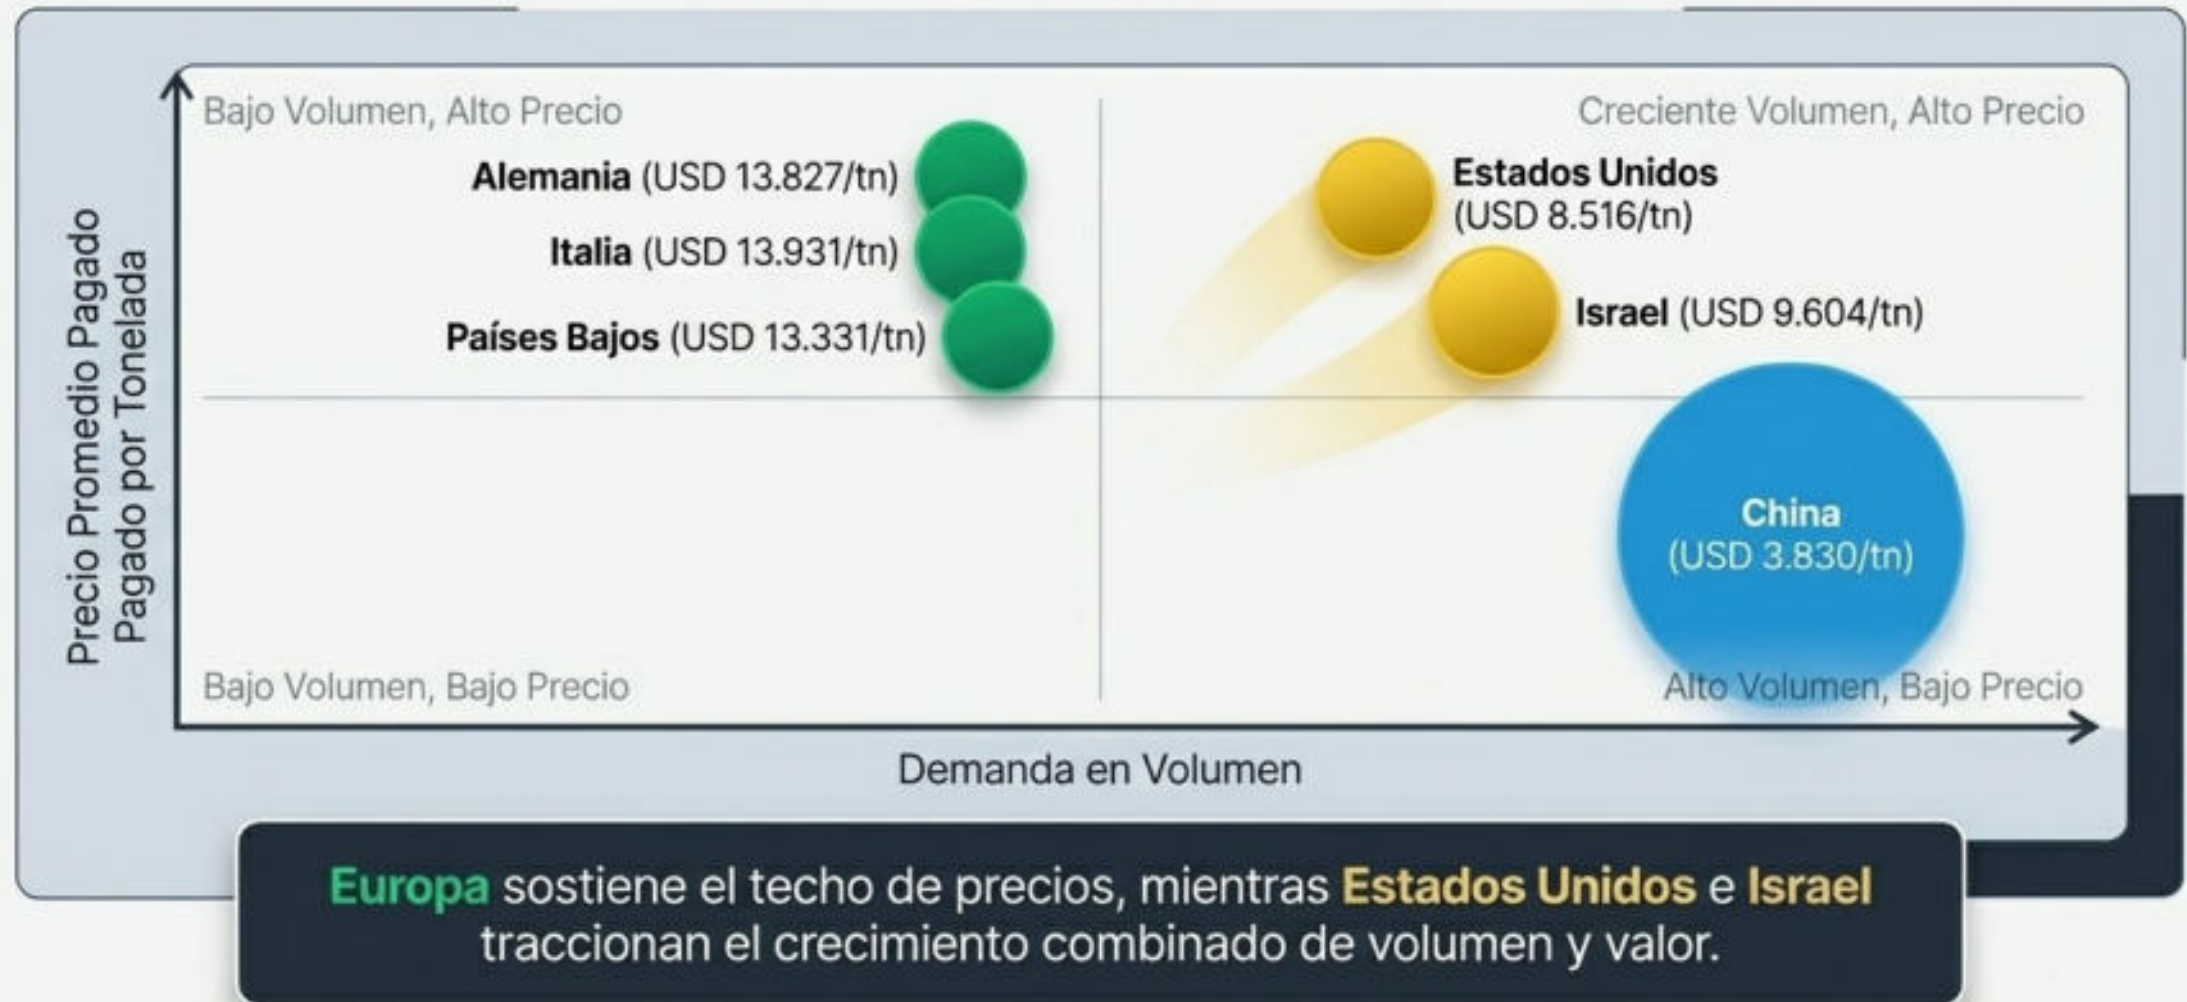 Bajo Volumen, Alto Precio
Creciente Volumen, Alto Precio
Alemania (USD 13.827/tn)
Italia (USD 13.931/tn)
Países Bajos (USD 13.331/tn)
Estados Unidos
(USD 8.516/tn)
Israel (USD 9.604/tn)
China
(USD 3.830/tn)
Bajo Volumen, Bajo Precio
Alto Volumen, Bajo Precio
Precio Promedio Pagado
Pagado por Tonelada
Demanda en Volumen
Europa sostiene el techo de precios, mientras Estados Unidos e Israel
traccionan el crecimiento combinado de volumen y valor.